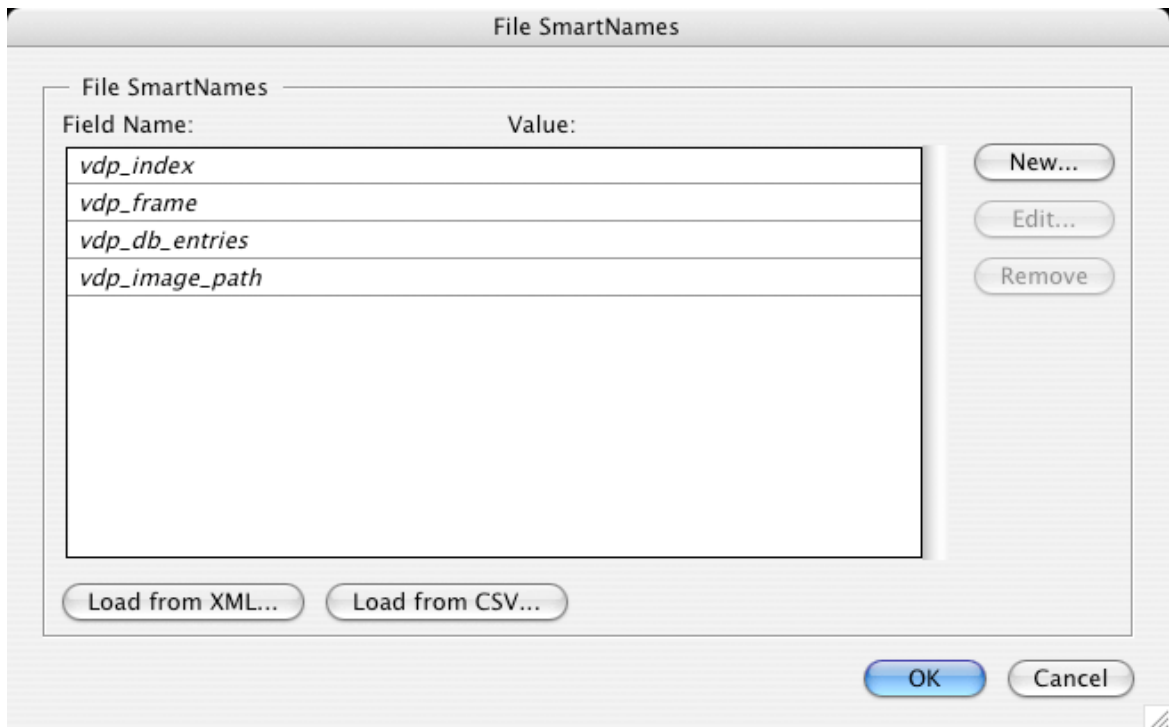 File SmartNames
File SmartNames
Field Name: Value:
vdp_index
New...
vdp_frame
Edit...
vdp_db_entries
vdp_image_path
Remove
Load from XML... Load from CSV...
OK Cancel